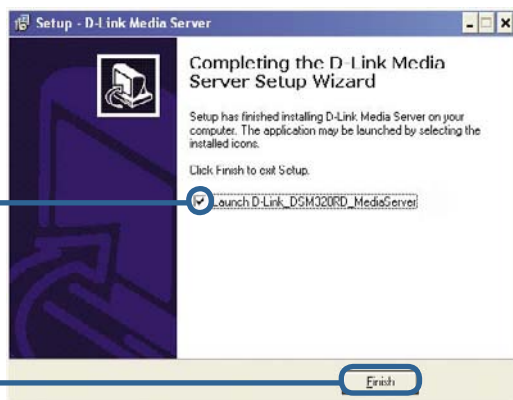 Setup - D-Link Media Server
Completing the D-Link Media
Server Setup Wizard
Setup has finished installing D-Link Media Server on your
computer. The application may be launched by selecting the
installed icons.
Click Finish to exit Setup.
Launch D-Link_DSM320RD_MediaServer
Finish